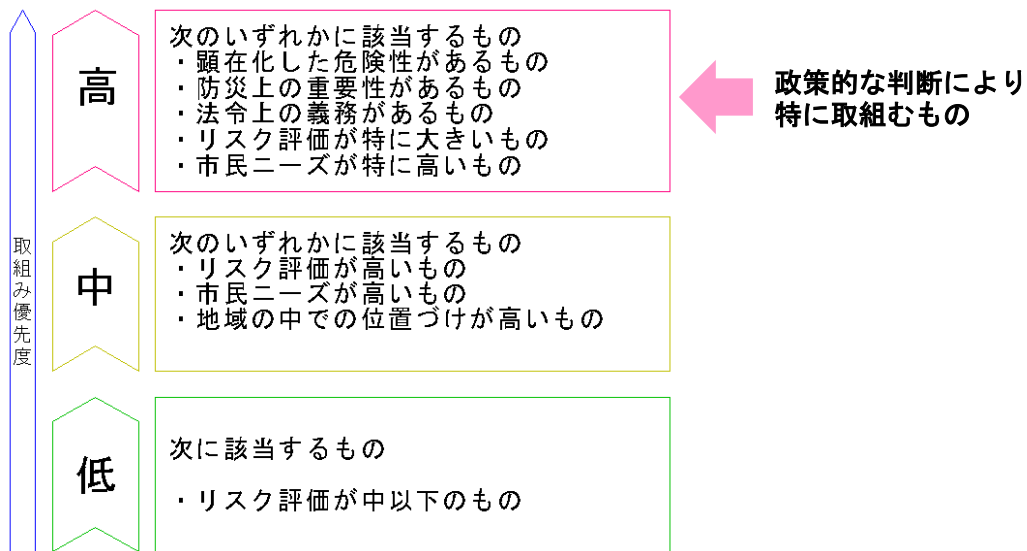 取組み優先度
高
次のいずれかに該当するもの
・顕在化した危険性があるもの
・防災上の重要性があるもの
・法令上の義務があるもの
・リスク評価が特に大きいもの
・市民ニーズが特に高いもの
政策的な判断により
特に取組むもの
中
次のいずれかに該当するもの
・リスク評価が高いもの
・市民ニーズが高いもの
・地域の中での位置づけが高いもの
低
次に該当するもの
・リスク評価が中以下のもの